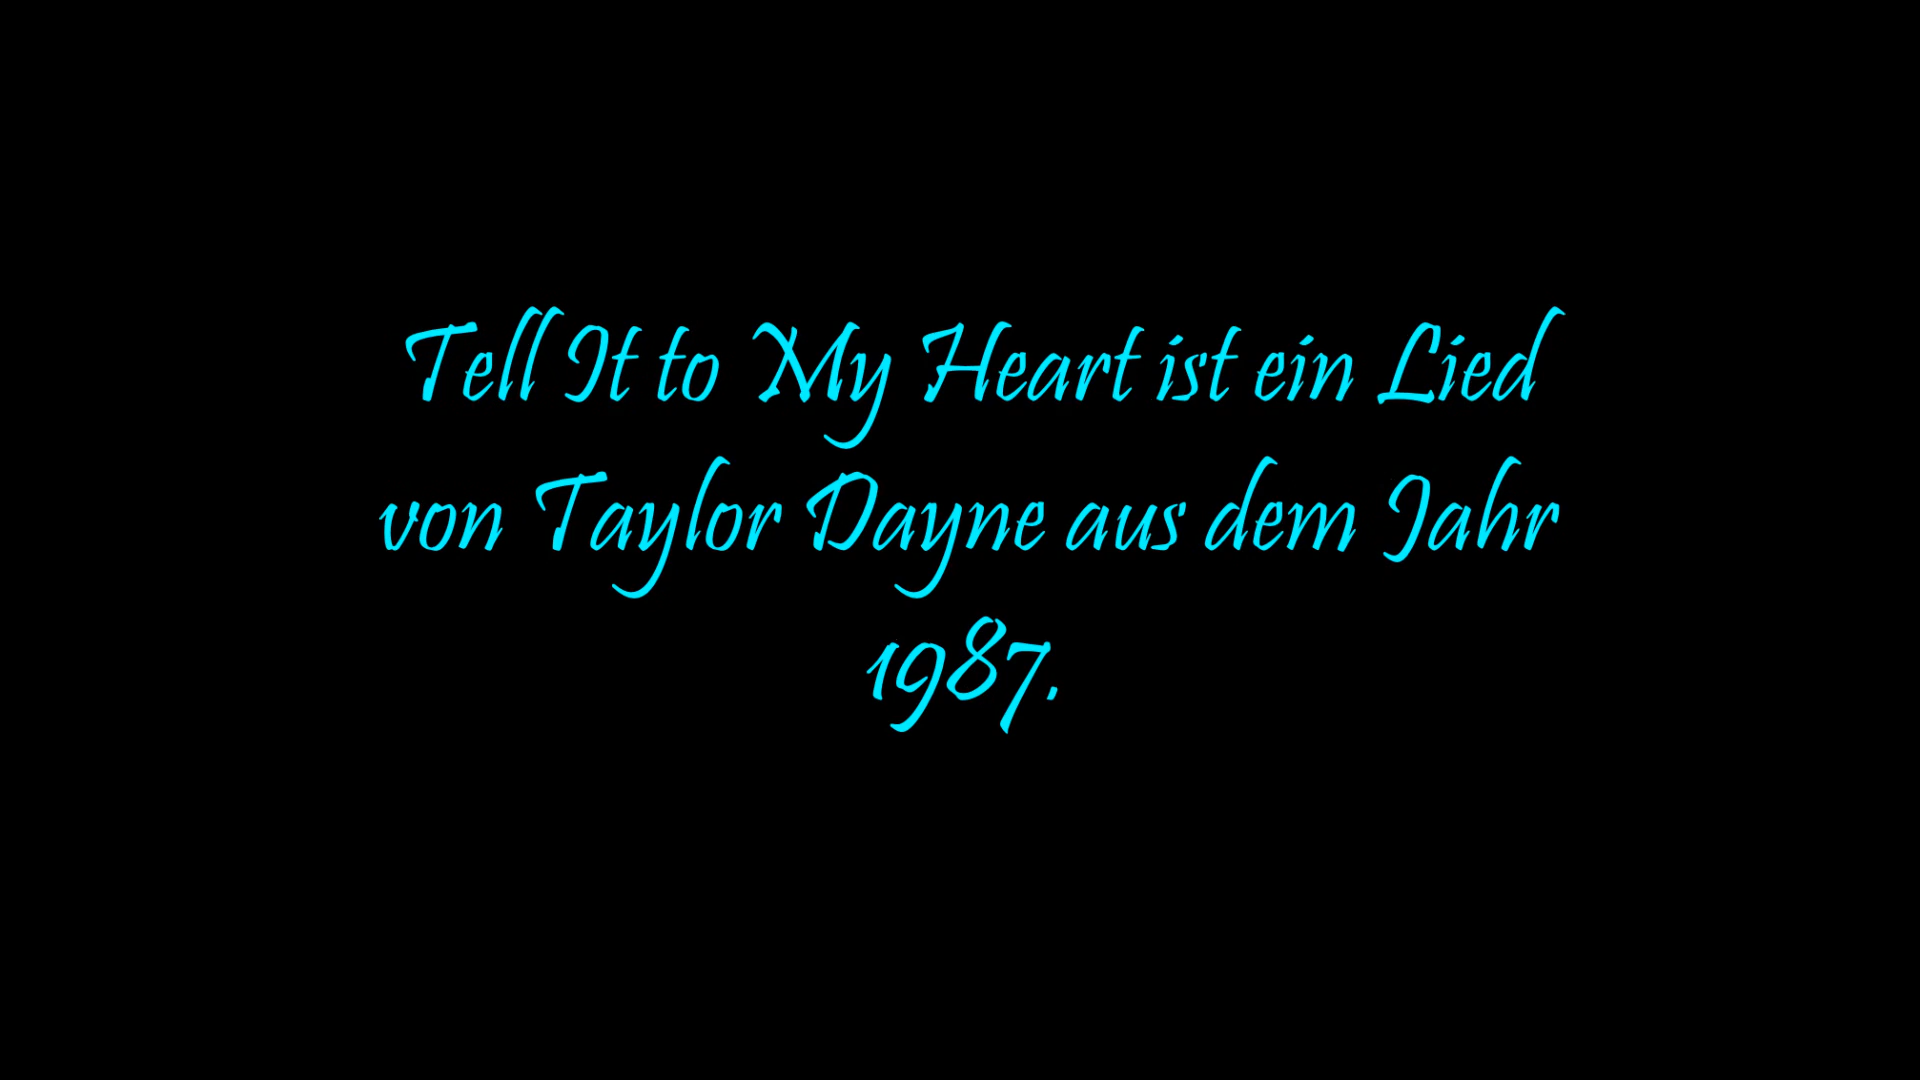 Tell It to My Heart ist ein Lied
von Taylor Dayne aus dem Jahr
1987.